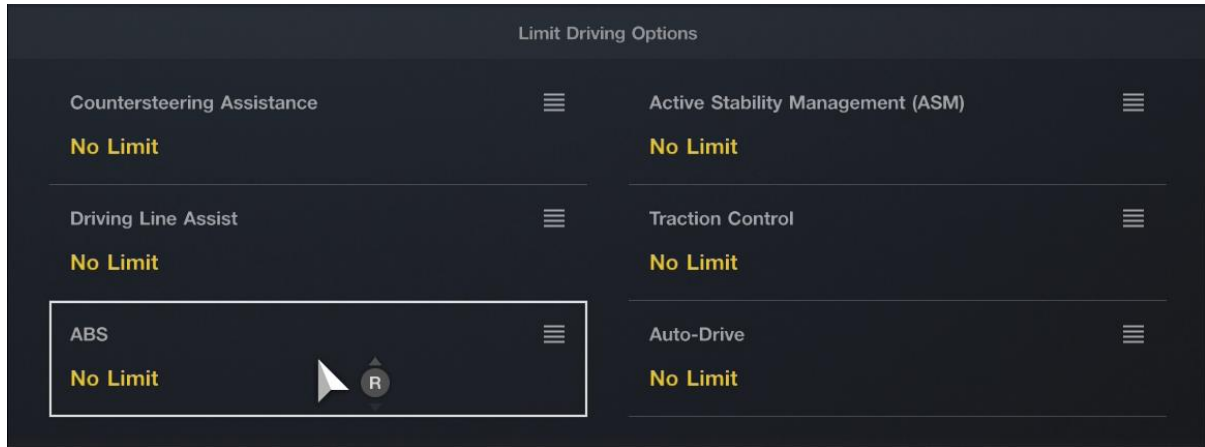 Limit Driving Options
Countersteering Assistance
No Limit
Active Stability Management (ASM)
No Limit
Driving Line Assist
No Limit
Traction Control
No Limit
ABS
No Limit
R
Auto-Drive
No Limit